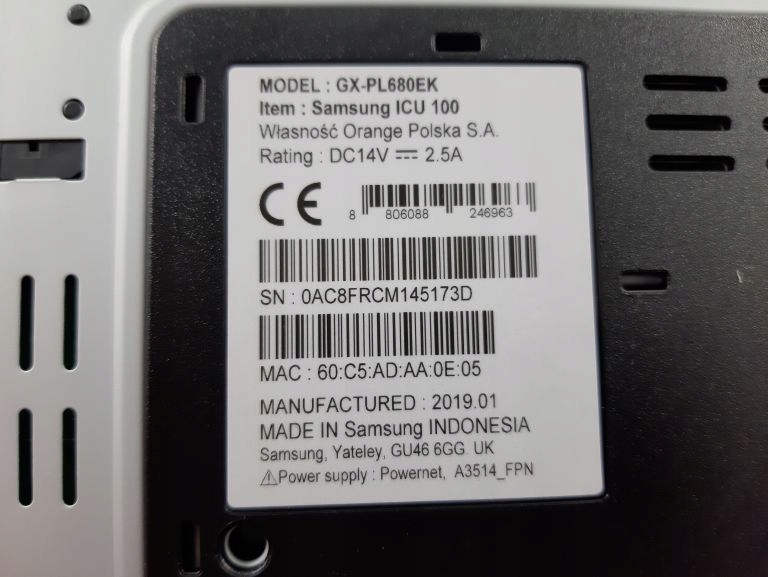 MODEL : GX-PL680EK
Item : Samsung ICU 100
Własność Orange Polska S.A.
Rating : DC14V ⎓ 2.5A
CE 8 806088 246963
SN : 0AC8FRCM145173D
MAC : 60:C5:AD:AA:0E:05
MANUFACTURED : 2019.01
MADE IN Samsung INDONESIA
Samsung, Yateley, GU46 6GG. UK
⚠Power supply : Powernet, A3514_FPN